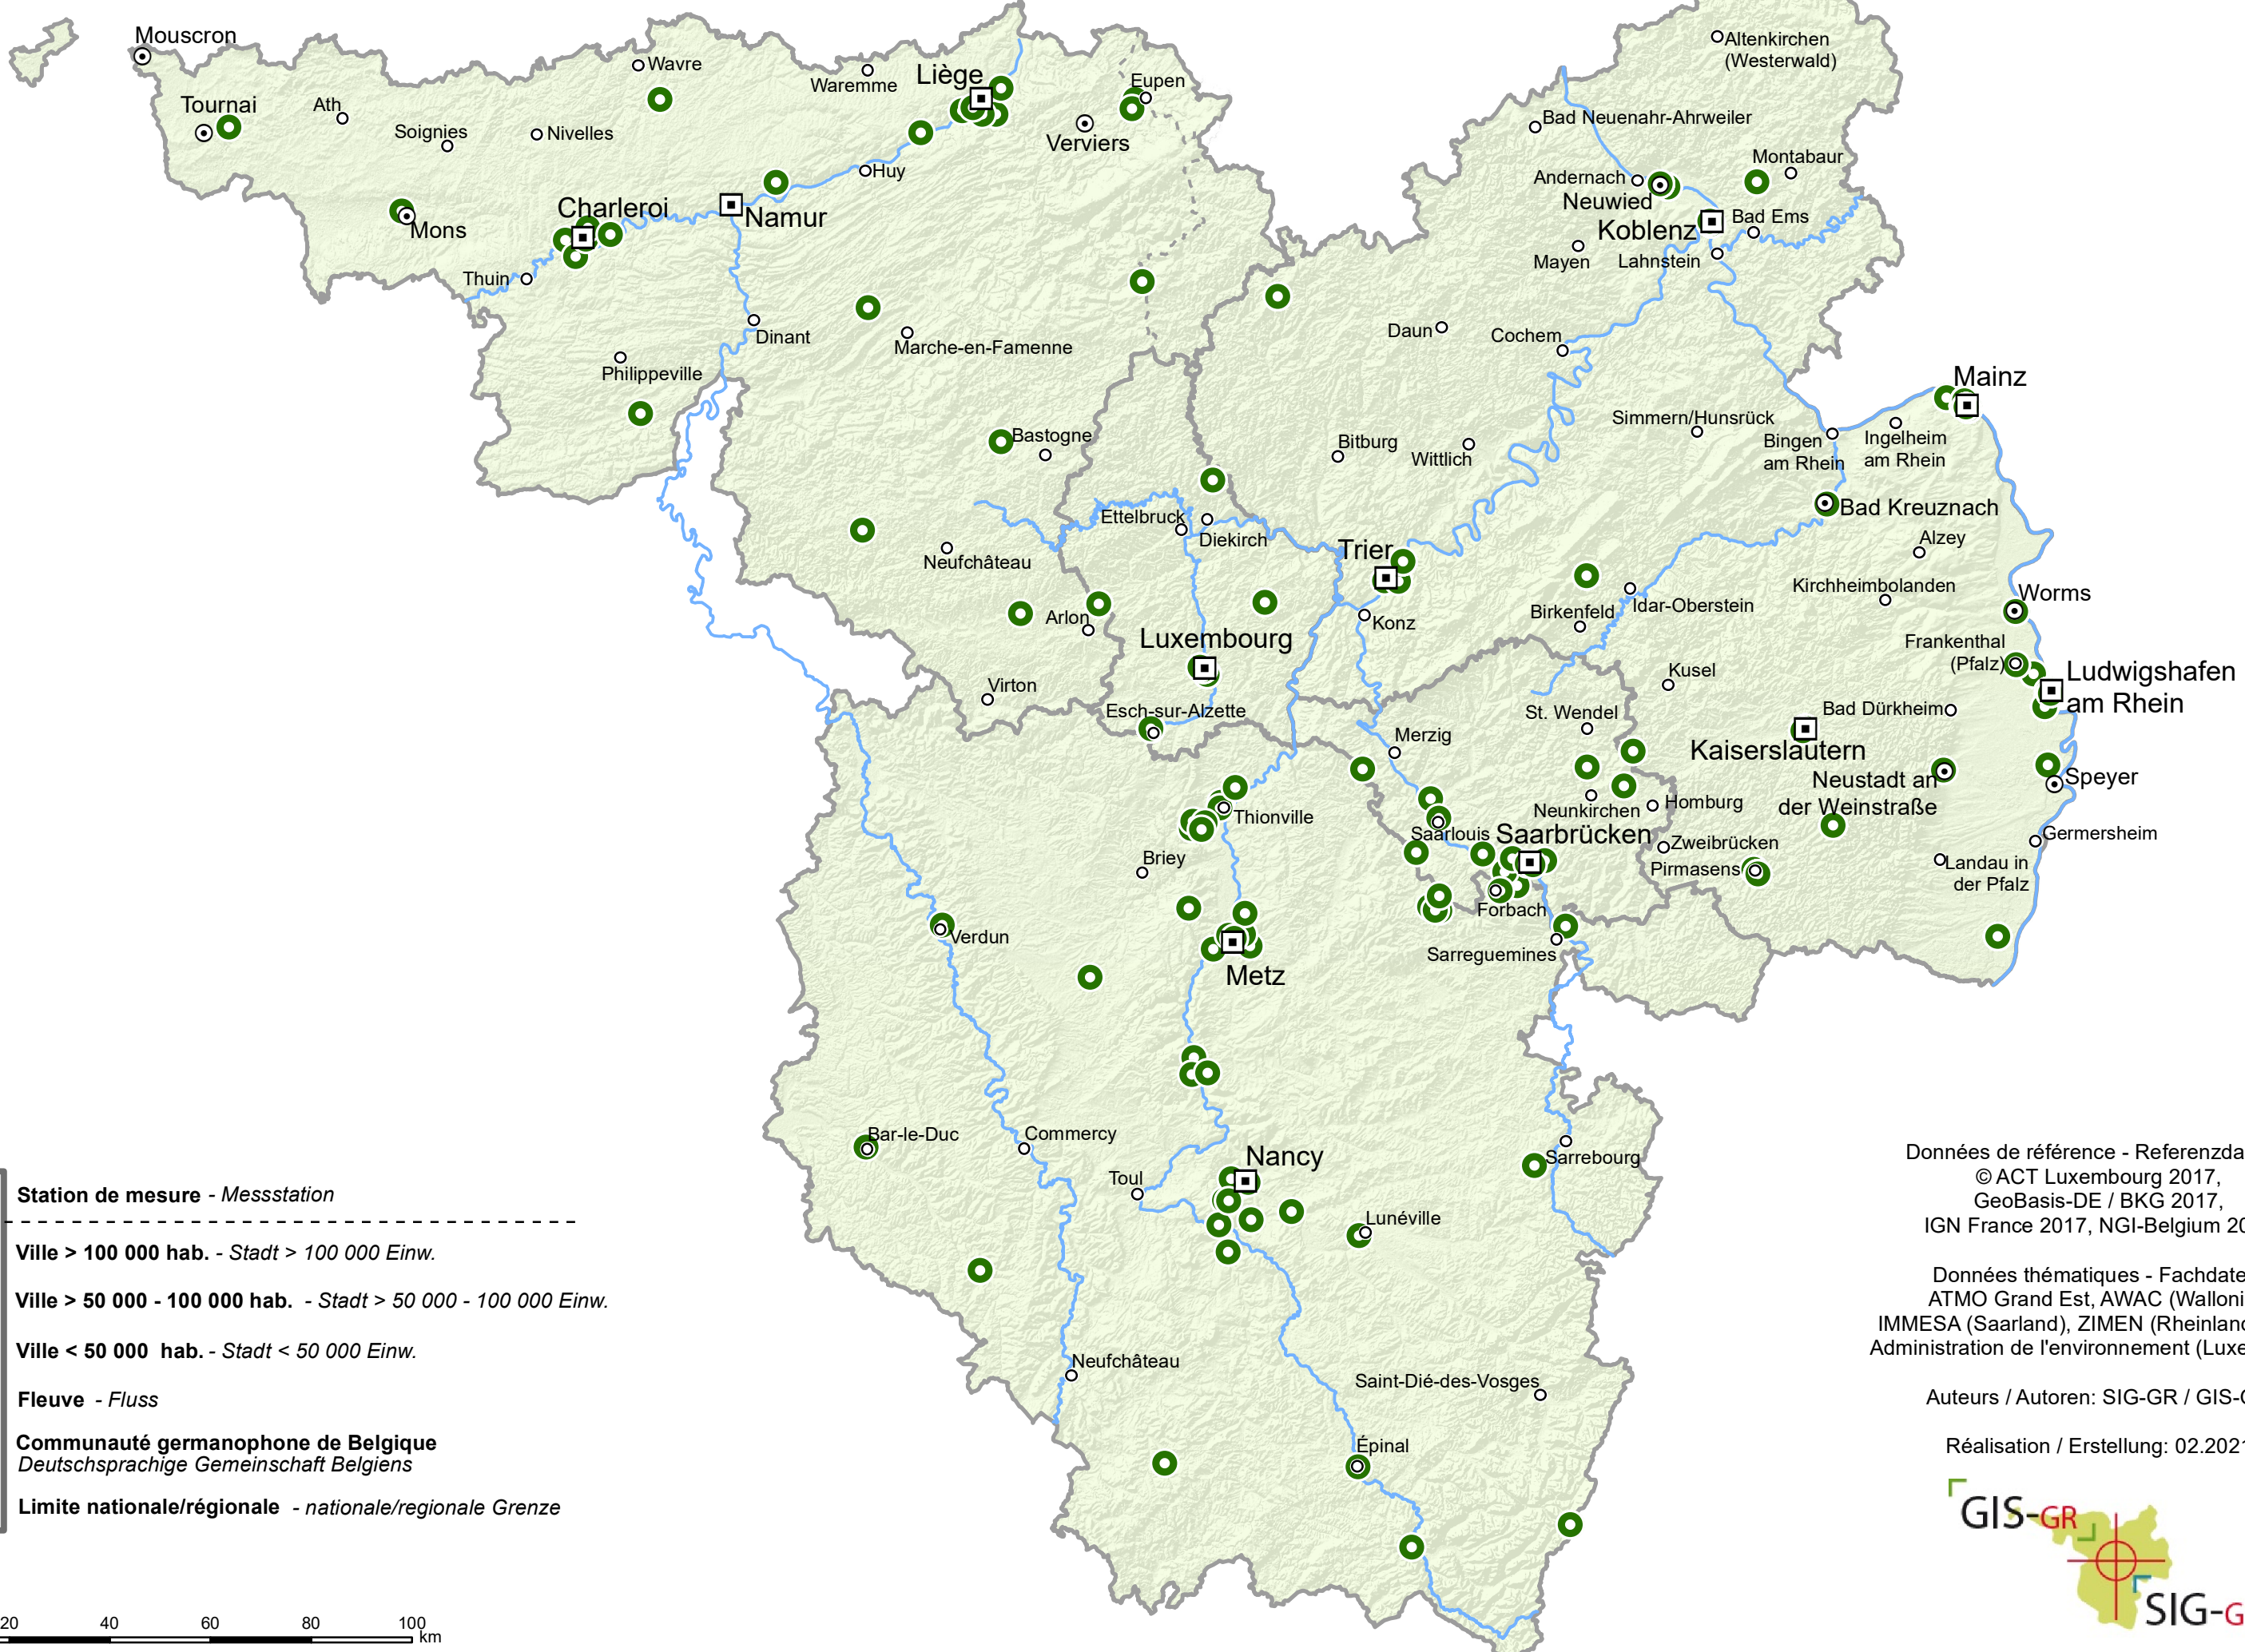 Mouscron
Altenkirchen
(Westerwald)
Wavre
Waremme
Liège
Eupen
Tournai
Ath
Soignies
Nivelles
Verviers
Bad Neuenahr-Ahrweiler
Montabaur
Huy
Andernach
Neuwied
Charleroi
Namur
Mons
Koblenz
Bad Ems
Mayen
Lahnstein
Thuin
Dinant
Marche-en-Famenne
Daun
Cochem
Philippeville
Mainz
Simmern/Hunsrück
Bingen
am Rhein
Ingelheim
am Rhein
Bastogne
Bitburg
Wittlich
Bad Kreuznach
Ettelbruck
Diekirch
Alzey
Neufchâteau
Trier
Kirchheimbolanden
Worms
Arlon
Birkenfeld
Idar-Oberstein
Konz
Luxembourg
Frankenthal
(Pfalz)
Ludwigshafen
am Rhein
Kusel
Virton
Esch-sur-Alzette
St. Wendel
Bad Dürkheim
Merzig
Kaiserslautern
Neustadt an
der Weinstraße
Speyer
Thionville
Neunkirchen
Homburg
Saarlouis
Saarbrücken
Germersheim
Briey
Zweibrücken
Pirmasens
Landau in
der Pfalz
Forbach
Verdun
Sarreguemines
Metz
Bar-le-Duc
Commercy
Sarrebourg
Nancy
Toul
Lunéville
Neufchâteau
Saint-Dié-des-Vosges
Épinal
Station de mesure - Messstation
Ville > 100 000 hab. - Stadt > 100 000 Einw.
Ville > 50 000 - 100 000 hab. - Stadt > 50 000 - 100 000 Einw.
Ville < 50 000 hab. - Stadt < 50 000 Einw.
Fleuve - Fluss
Communauté germanophone de Belgique
Deutschsprachige Gemeinschaft Belgiens
Limite nationale/régionale - nationale/regionale Grenze
20 40 60 80 100
km
Données de référence - Referenzda
© ACT Luxembourg 2017,
GeoBasis-DE / BKG 2017,
IGN France 2017, NGI-Belgium 20
Données thématiques - Fachdate
ATMO Grand Est, AWAC (Walloni
IMMESA (Saarland), ZIMEN (Rheinlan
Administration de l'environnement (Luxe
Auteurs / Autoren: SIG-GR / GIS-G
Réalisation / Erstellung: 02.2021
GIS-GR
SIG-G